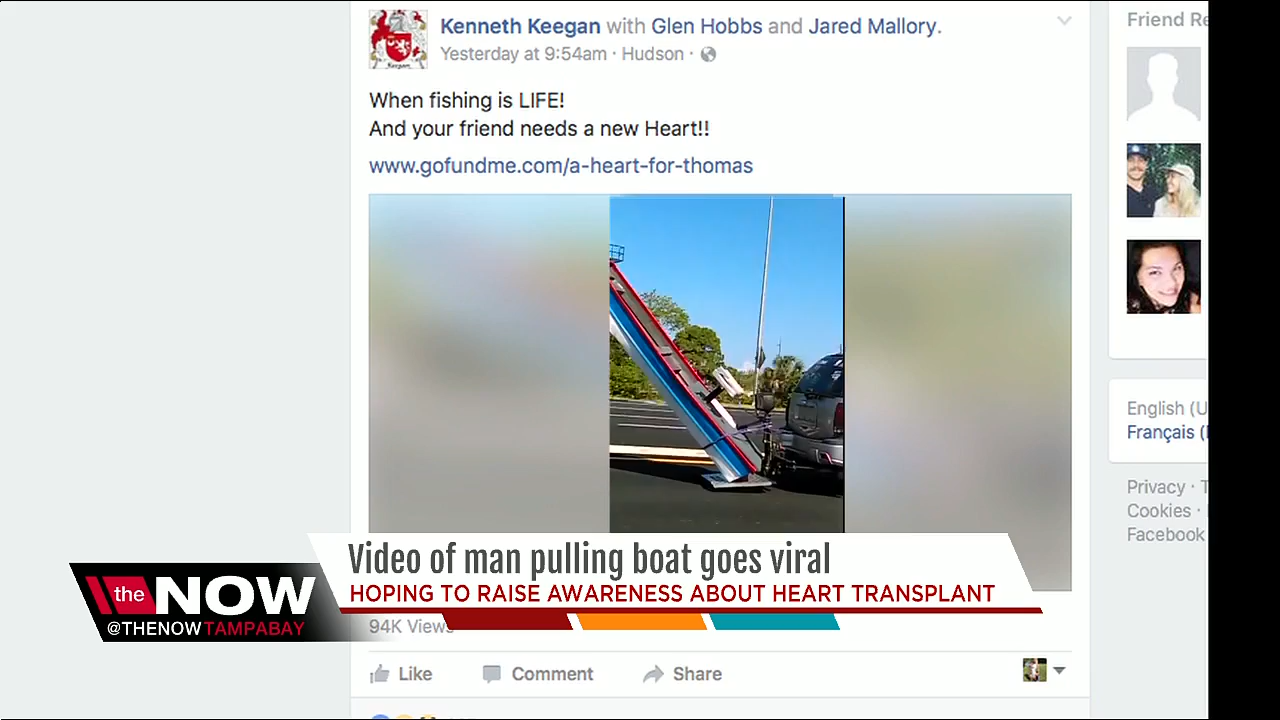 Kenneth Keegan with Glen Hobbs and Jared Mallory.
Yesterday at 9:54am · Hudson ·
When fishing is LIFE!
And your friend needs a new Heart!!
www.gofundme.com/a-heart-for-thomas
Friend Re
English (U
Français (
Privacy · T
Cookies ·
Facebook
Video of man pulling boat goes viral
HOPING TO RAISE AWARENESS ABOUT HEART TRANSPLANT
the NOW
@THENOWTAMPABAY
94K Views
Like Comment Share